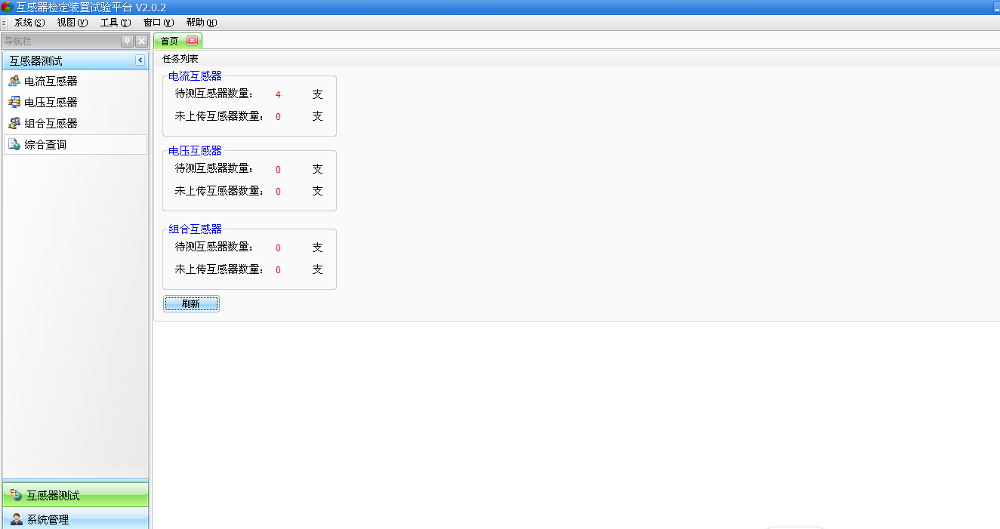 互感器检定装置试验平台 V2.0.2
系统(S) 视图(V) 工具(T) 窗口(W) 帮助(H)
导航栏
首页
互感器测试
任务列表
电流互感器
电压互感器
组合互感器
综合查询
电流互感器
待测互感器数量: 4 支
未上传互感器数量: 0 支
电压互感器
待测互感器数量: 0 支
未上传互感器数量: 0 支
组合互感器
待测互感器数量: 0 支
未上传互感器数量: 0 支
刷新
互感器测试
系统管理